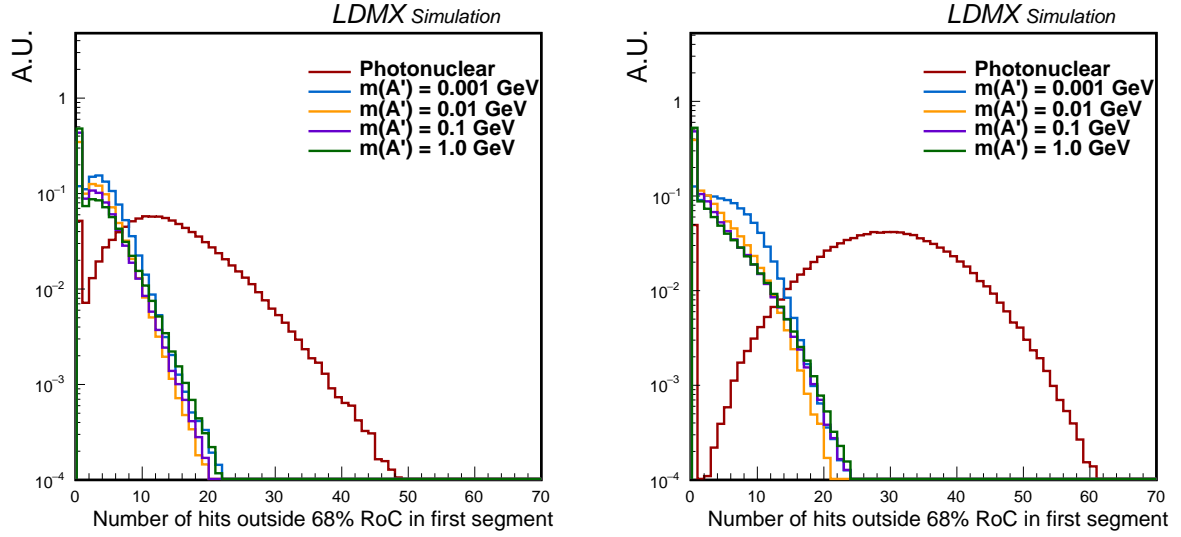 LDMX Simulation
A.U.
Photonuclear
m(A') = 0.001 GeV
m(A') = 0.01 GeV
m(A') = 0.1 GeV
m(A') = 1.0 GeV
1
10⁻¹
10⁻²
10⁻³
10⁻⁴
0 10 20 30 40 50 60 70
Number of hits outside 68% RoC in first segment
LDMX Simulation
A.U.
Photonuclear
m(A') = 0.001 GeV
m(A') = 0.01 GeV
m(A') = 0.1 GeV
m(A') = 1.0 GeV
1
10⁻¹
10⁻²
10⁻³
10⁻⁴
0 10 20 30 40 50 60 70
Number of hits outside 68% RoC in first segment